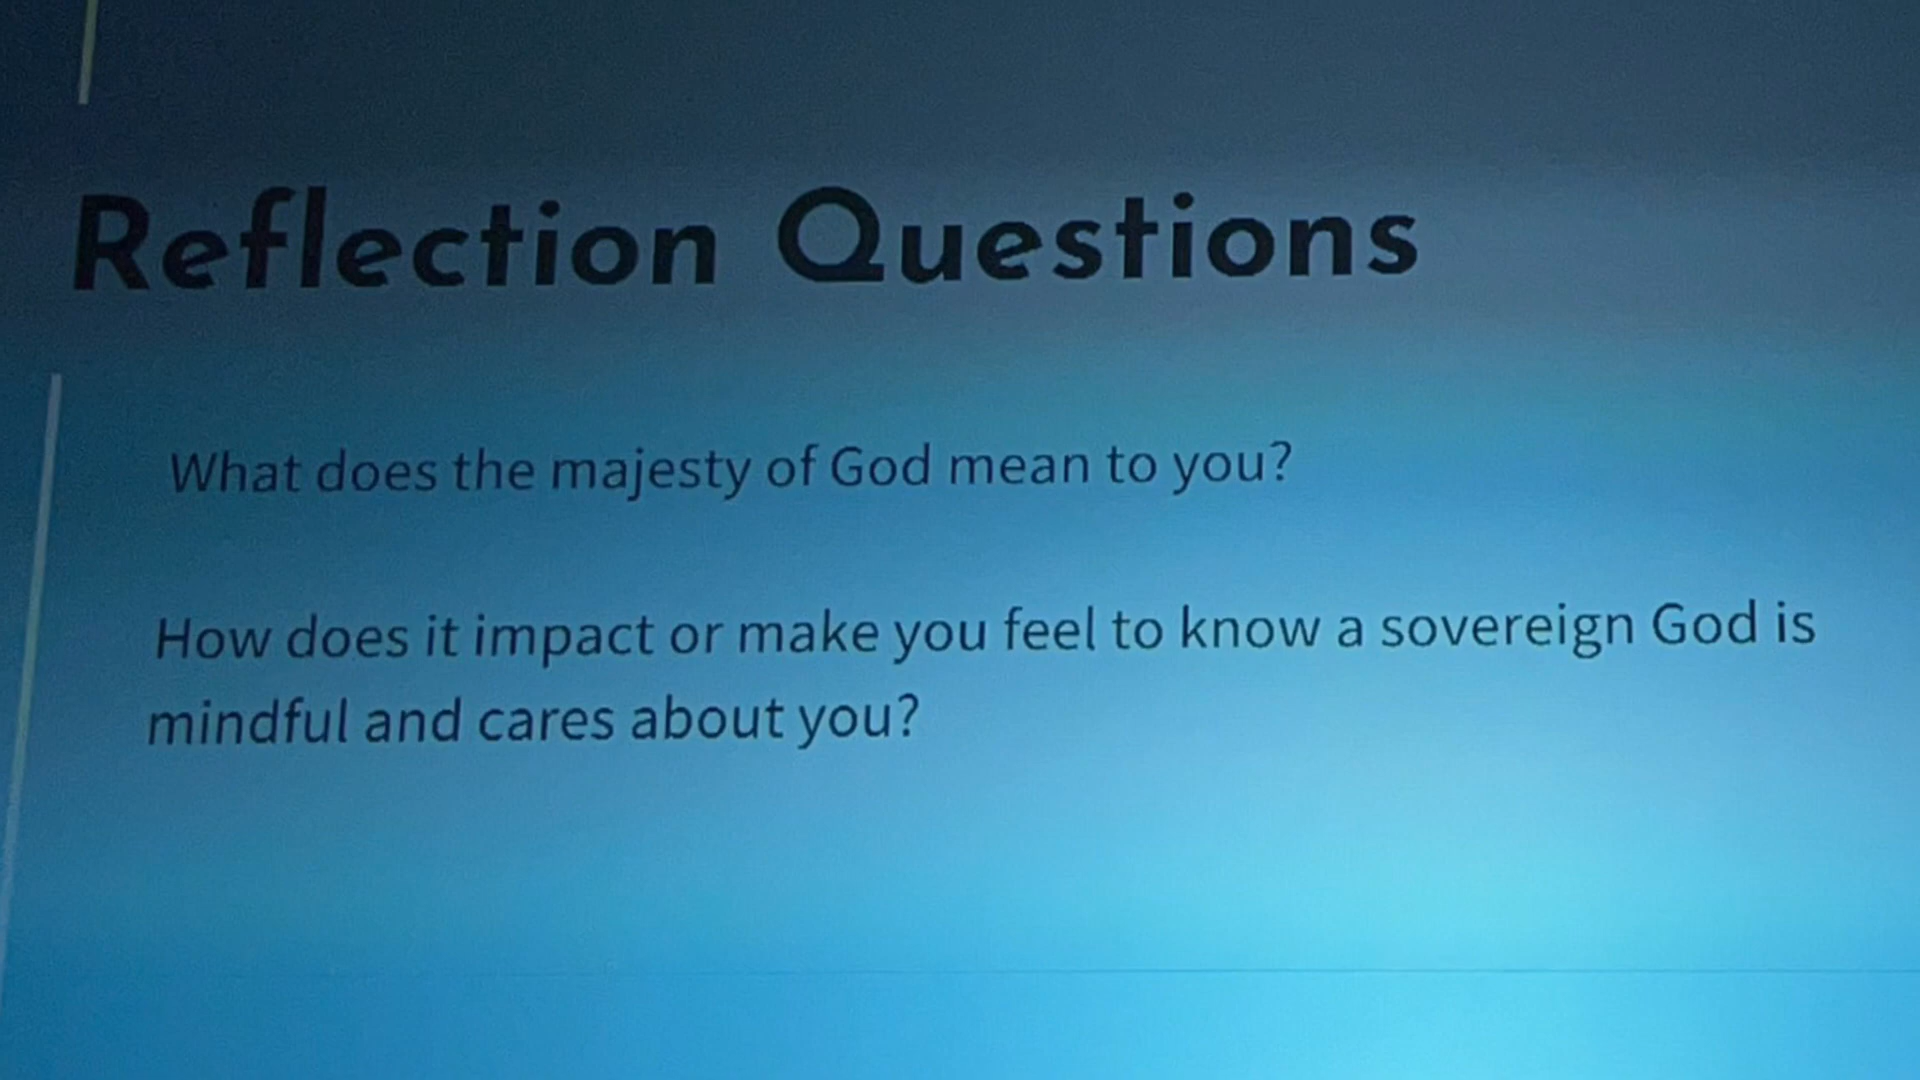 Reflection Questions
What does the majesty of God mean to you?
How does it impact or make you feel to know a sovereign God is
mindful and cares about you?